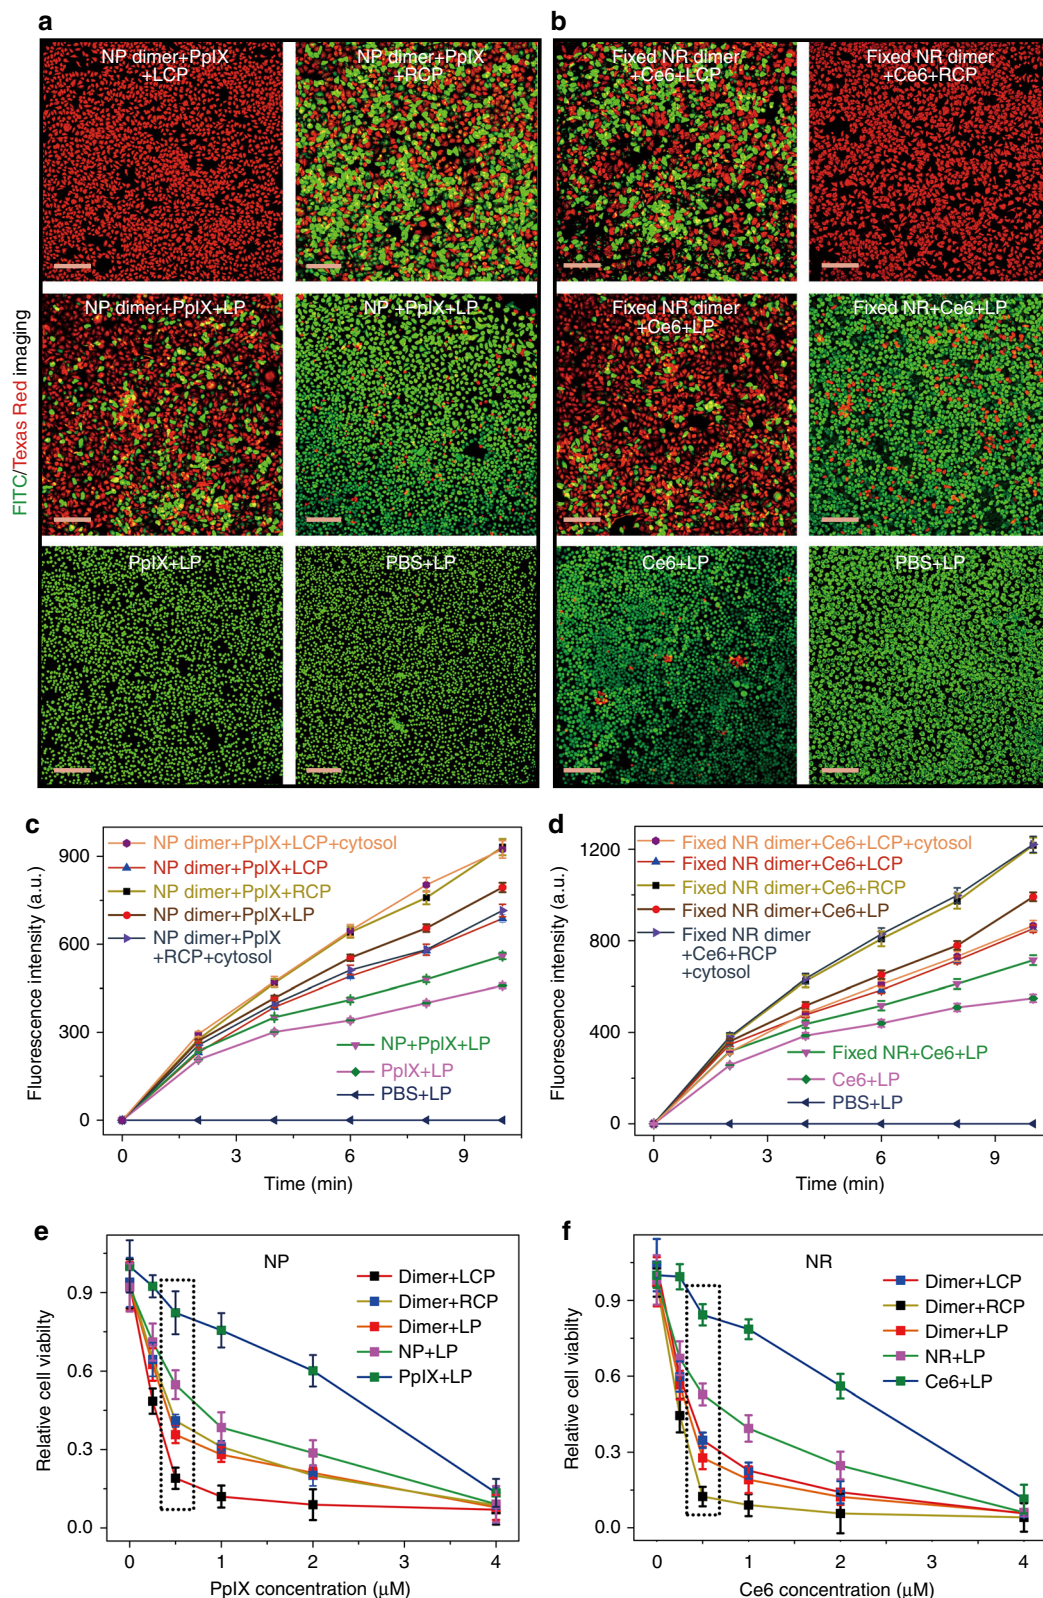 a
b
NP dimer+PpIX
+LCP
NP dimer+PpIX
+RCP
Fixed NR dimer
+Ce6+LCP
Fixed NR dimer
+Ce6+RCP
NP dimer+PpIX+LP
NP +PpIX+LP
Fixed NR dimer
+Ce6+LP
Fixed NR+Ce6+LP
PpIX+LP
PBS+LP
Ce6+LP
PBS+LP
FITC/Texas Red imaging
c
NP dimer+PpIX+LCP+cytosol
NP dimer+PpIX+LCP
NP dimer+PpIX+RCP
NP dimer+PpIX+LP
NP dimer+PpIX
+RCP+cytosol
NP+PpIX+LP
PpIX+LP
PBS+LP
900
600
300
0
Fluorescence intensity (a.u.)
0
3
6
9
Time (min)
d
Fixed NR dimer+Ce6+LCP+cytosol
Fixed NR dimer+Ce6+LCP
Fixed NR dimer+Ce6+RCP
Fixed NR dimer+Ce6+LP
Fixed NR dimer
+Ce6+RCP
+cytosol
Fixed NR+Ce6+LP
Ce6+LP
PBS+LP
1200
800
400
0
Fluorescence intensity (a.u.)
0
3
6
9
Time (min)
e
NP
Dimer+LCP
Dimer+RCP
Dimer+LP
NP+LP
PpIX+LP
0.9
0.6
0.3
0.0
Relative cell viabilty
0
1
2
4
PpIX concentration (μM)
f
NR
Dimer+LCP
Dimer+RCP
Dimer+LP
NR+LP
Ce6+LP
0.9
0.6
0.3
0.0
Relative cell viability
0
1
2
4
Ce6 concentration (μM)